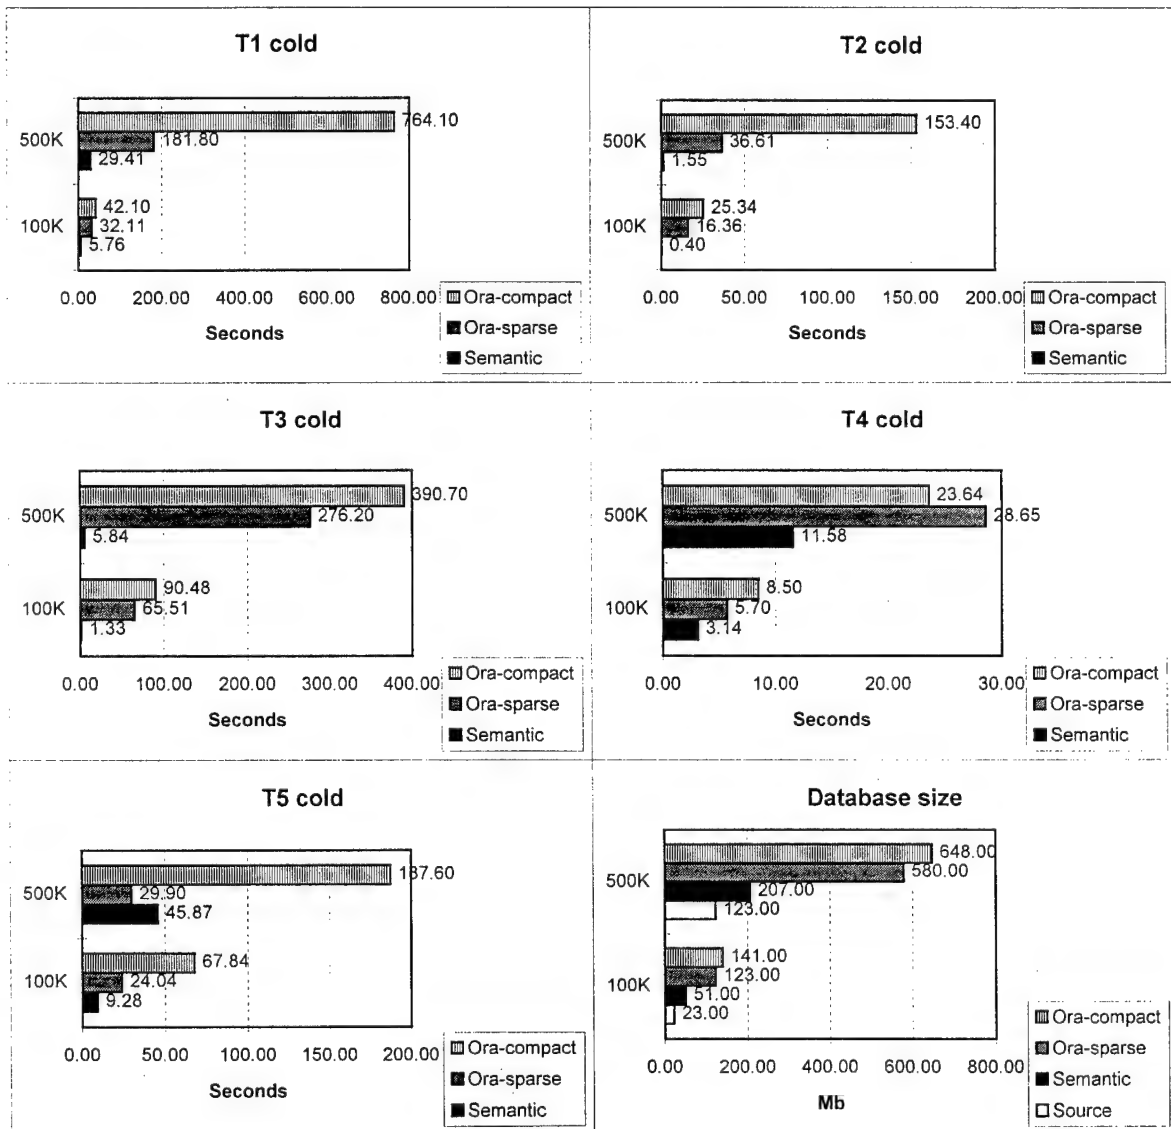 T1 cold
500K
764.10
181.80
29.41
100K
42.10
32.11
5.76
0.00 200.00 400.00 600.00 800.00
Seconds
Ora-compact
Ora-sparse
Semantic
T2 cold
500K
153.40
36.61
1.55
100K
25.34
16.36
0.40
0.00 50.00 100.00 150.00 200.00
Seconds
Ora-compact
Ora-sparse
Semantic
T3 cold
500K
390.70
276.20
5.84
100K
90.48
65.51
1.33
0.00 100.00 200.00 300.00 400.00
Seconds
Ora-compact
Ora-sparse
Semantic
T4 cold
500K
23.64
28.65
11.58
100K
8.50
5.70
3.14
0.00 10.00 20.00 30.00
Seconds
Ora-compact
Ora-sparse
Semantic
T5 cold
500K
187.60
29.90
45.87
100K
67.84
24.04
9.28
0.00 50.00 100.00 150.00 200.00
Seconds
Ora-compact
Ora-sparse
Semantic
Database size
500K
648.00
580.00
207.00
123.00
100K
141.00
123.00
51.00
23.00
0.00 200.00 400.00 600.00 800.00
Mb
Ora-compact
Ora-sparse
Semantic
Source